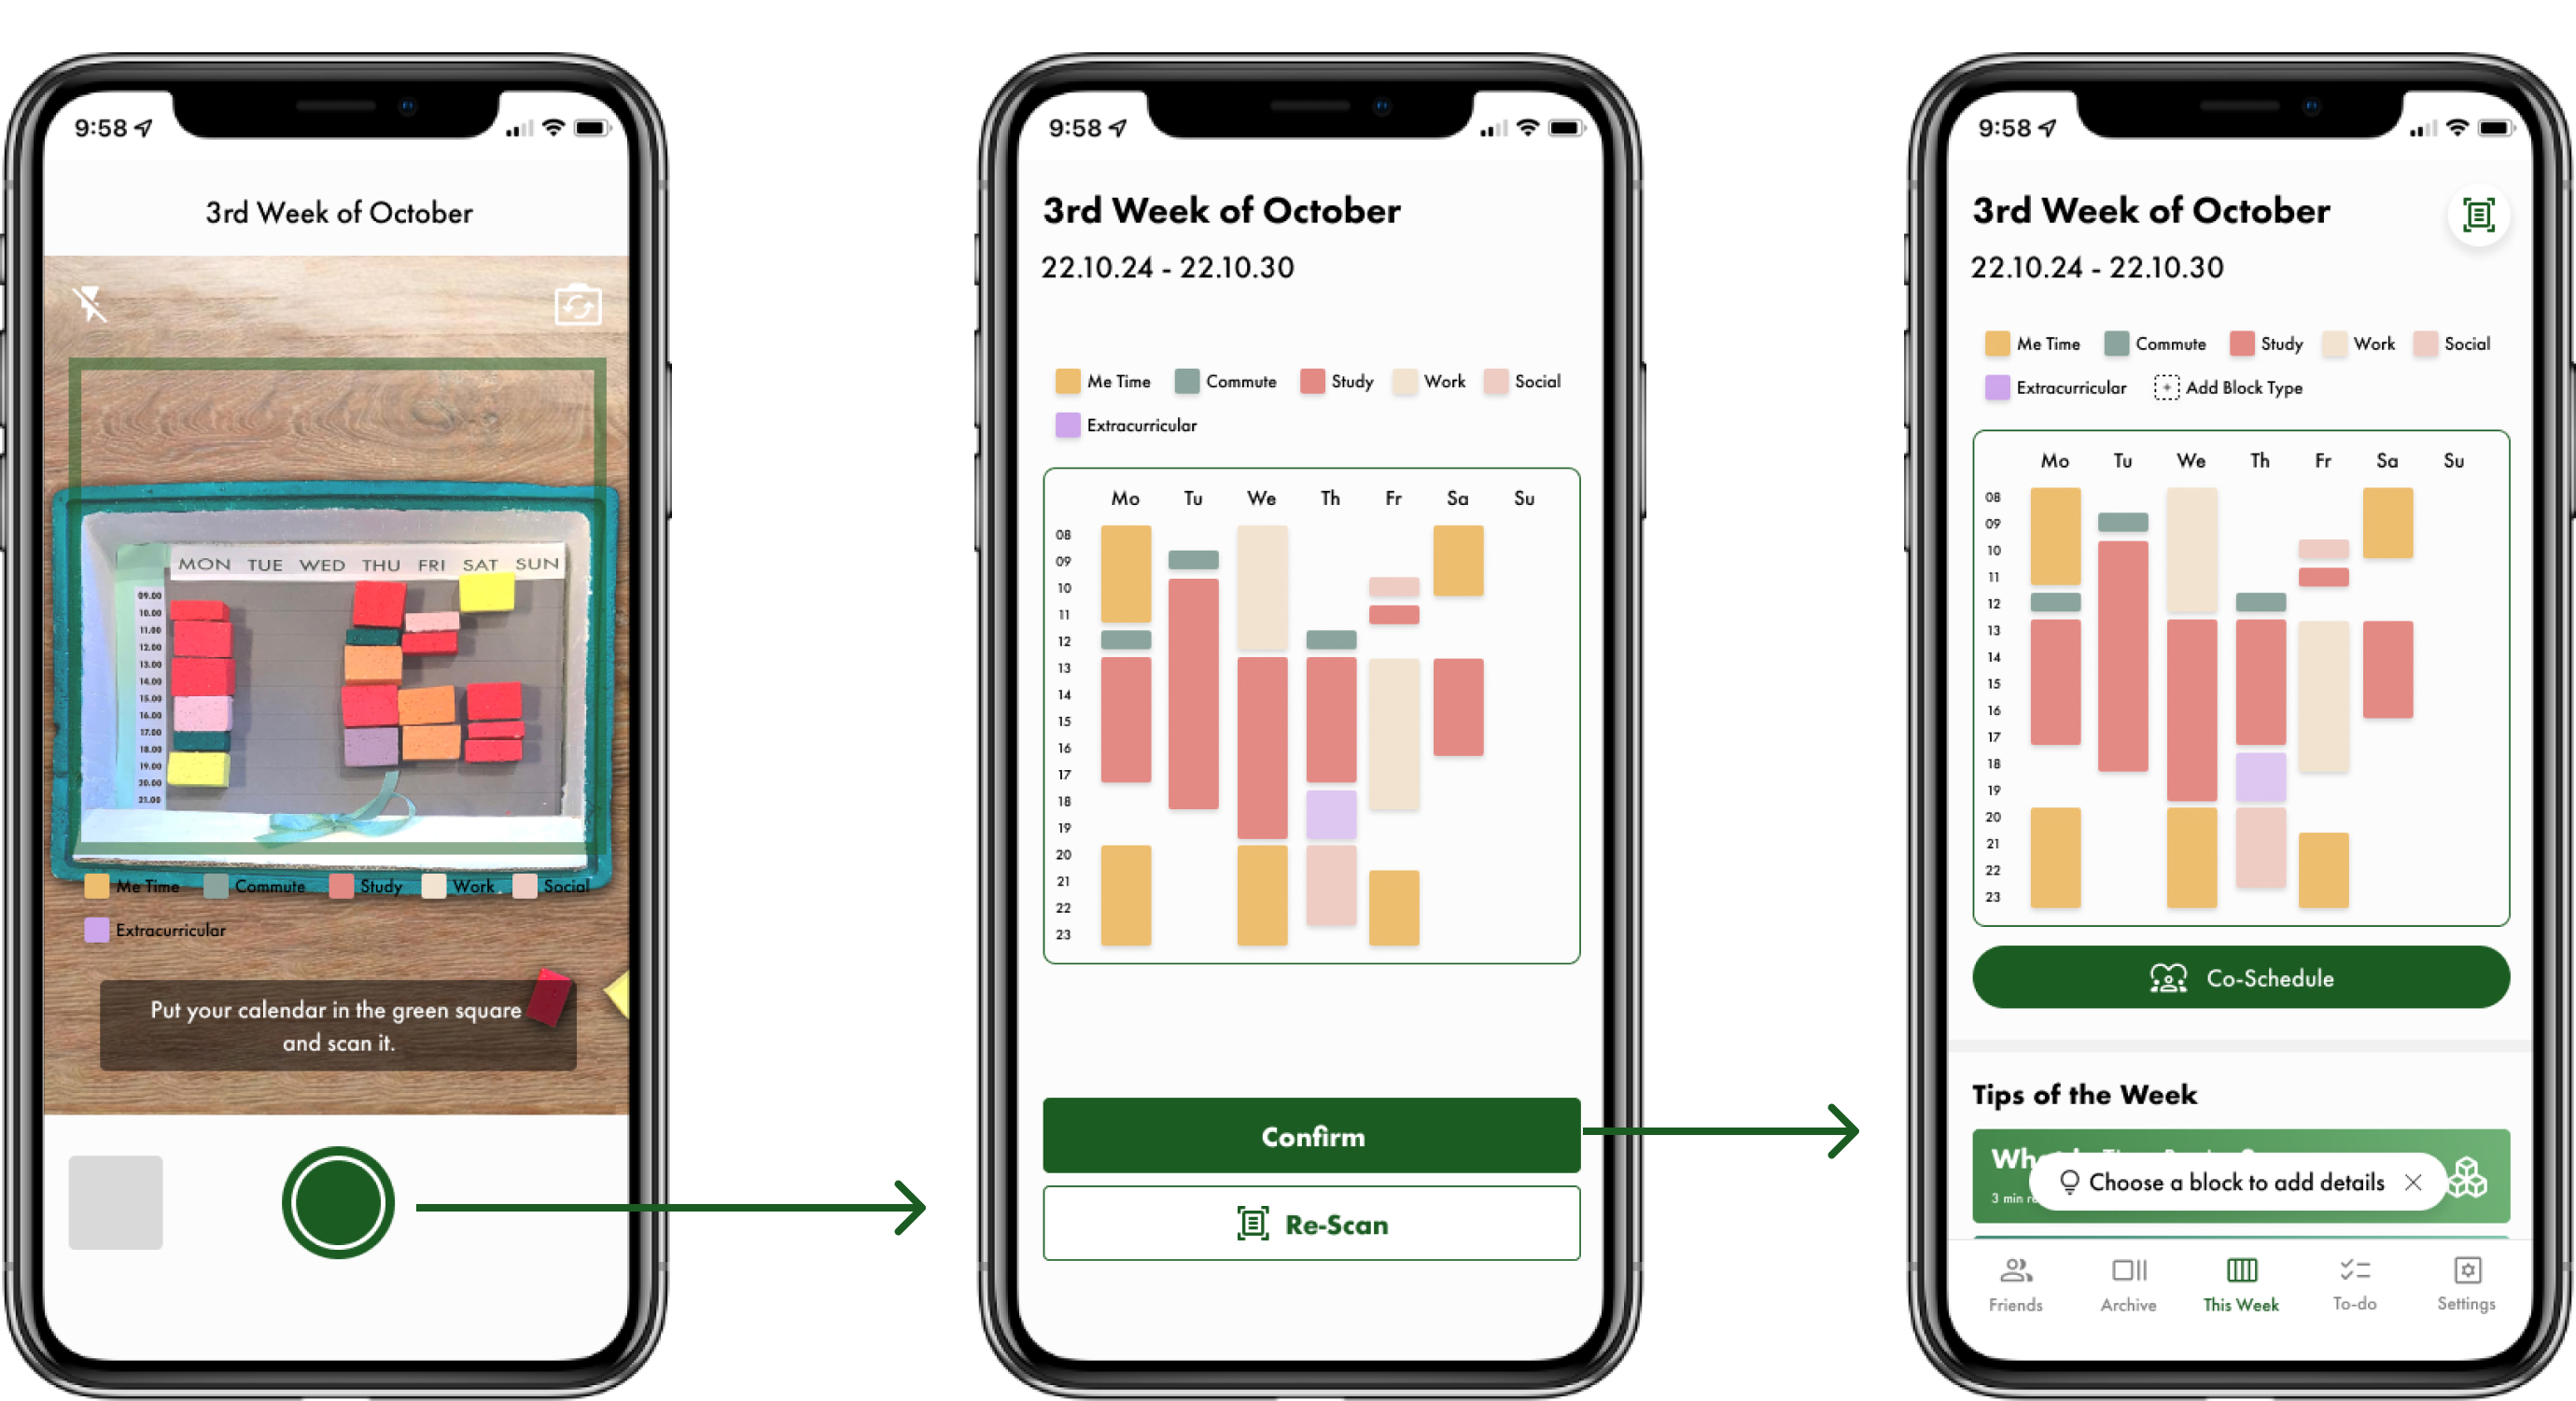 9:58
3rd Week of October
MON TUE WED THU FRI SAT SUN
09.00
10.00
11.00
12.00
13.00
14.00
15.00
16.00
17.00
18.00
19.00
20.00
21.00
Me Time Commute Study Work Social
Extracurricular
Put your calendar in the green square
and scan it.
9:58
3rd Week of October
22.10.24 - 22.10.30
Me Time Commute Study Work Social
Extracurricular
Mo Tu We Th Fr Sa Su
08
09
10
11
12
13
14
15
16
17
18
19
20
21
22
23
Confirm
Re-Scan
9:58
3rd Week of October
22.10.24 - 22.10.30
Me Time Commute Study Work Social
Extracurricular Add Block Type
Mo Tu We Th Fr Sa Su
08
09
10
11
12
13
14
15
16
17
18
19
20
21
22
23
Co-Schedule
Tips of the Week
3 min
Choose a block to add details
Friends Archive This Week To-do Settings